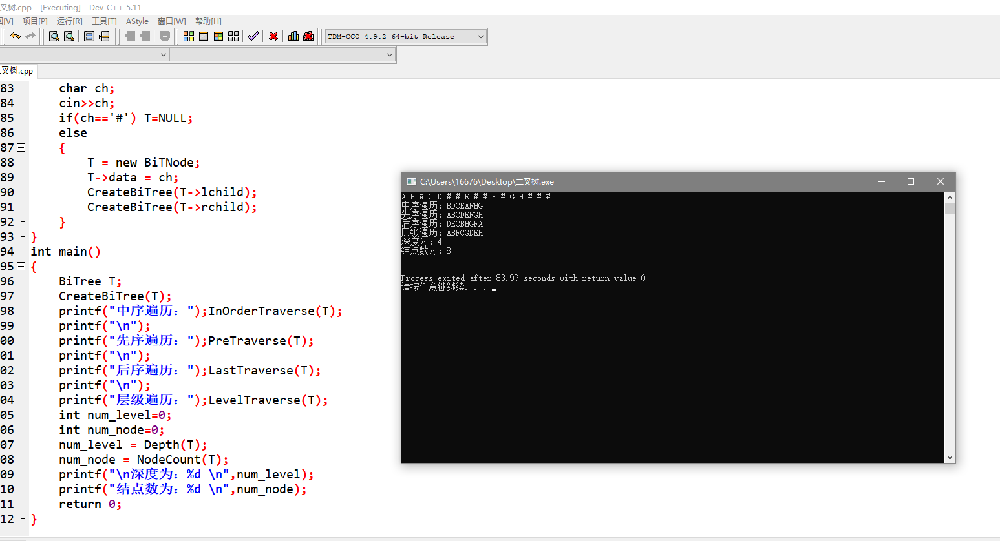 叉树.cpp - [Executing] - Dev-C++ 5.11
图[V] 项目[P] 运行[R] 工具[T] AStyle 窗口[W] 帮助[H]
TDM-GCC 4.9.2 64-bit Release
叉树.cpp
83 char ch;
84 cin>>ch;
85 if(ch=='#') T=NULL;
86 else
87 {
88 T = new BiTNode;
89 T->data = ch;
90 CreateBiTree(T->lchild);
91 CreateBiTree(T->rchild);
92 }
93 }
94 int main()
95 {
96 BiTree T;
97 CreateBiTree(T);
98 printf("中序遍历: ");InOrderTraverse(T);
99 printf("\n");
00 printf("先序遍历: ");PreTraverse(T);
01 printf("\n");
02 printf("后序遍历: ");LastTraverse(T);
03 printf("\n");
04 printf("层级遍历: ");LevelTraverse(T);
05 int num_level=0;
06 int num_node=0;
07 num_level = Depth(T);
08 num_node = NodeCount(T);
09 printf("\n深度为: %d \n",num_level);
10 printf("结点数为: %d \n",num_node);
11 return 0;
12 }
C:\Users\16676\Desktop\二叉树.exe
A B # C D # # E # # F # G H # # #
中序遍历: BDCEAFHG
先序遍历: ABCDEFGH
后序遍历: DECBHGFA
层级遍历: ABFCGDEH
深度为: 4
结点数为: 8
--------------------------------
Process exited after 83.99 seconds with return value 0
请按任意键继续. . .